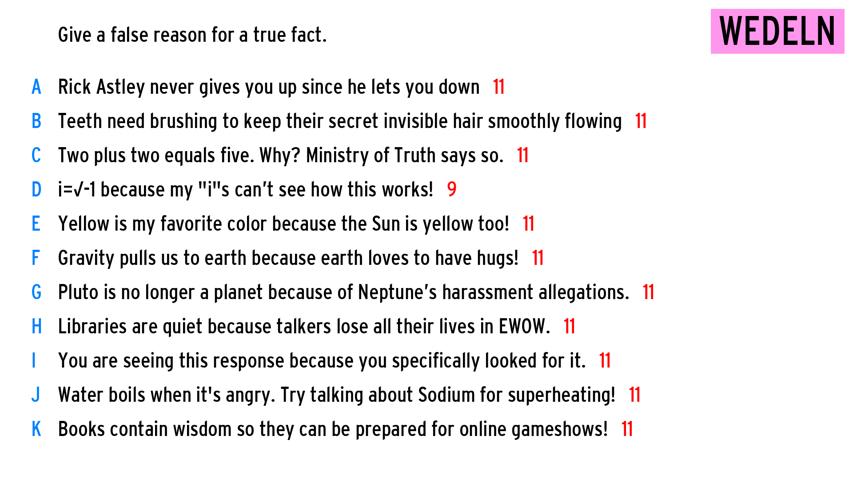 Give a false reason for a true fact.
WEDELN
A Rick Astley never gives you up since he lets you down 11
B Teeth need brushing to keep their secret invisible hair smoothly flowing 11
C Two plus two equals five. Why? Ministry of Truth says so. 11
D i=√-1 because my "i"s can't see how this works! 9
E Yellow is my favorite color because the Sun is yellow too! 11
F Gravity pulls us to earth because earth loves to have hugs! 11
G Pluto is no longer a planet because of Neptune's harassment allegations. 11
H Libraries are quiet because talkers lose all their lives in EWOW. 11
I You are seeing this response because you specifically looked for it. 11
J Water boils when it's angry. Try talking about Sodium for superheating! 11
K Books contain wisdom so they can be prepared for online gameshows! 11